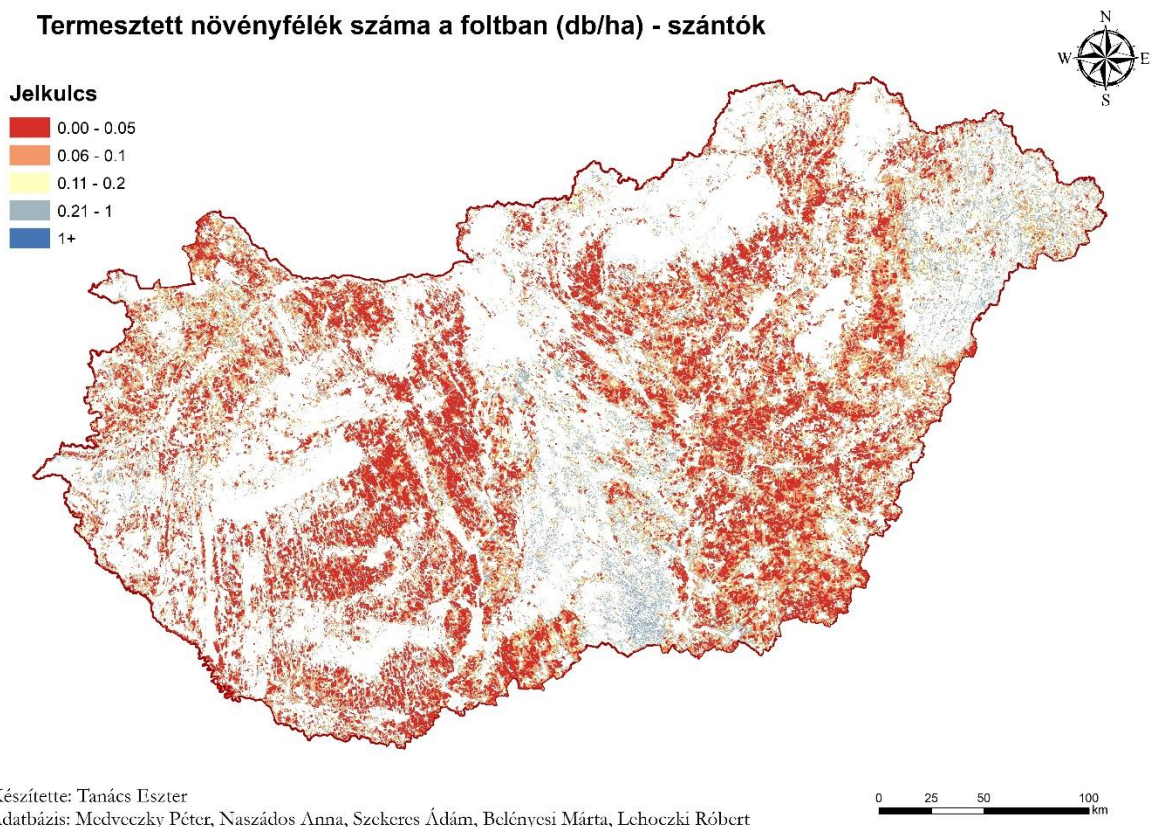 Termesztett növényfélék száma a foltban (db/ha) - szántók
N
W E
S
Jelkulcs
0.00 - 0.05
0.06 - 0.1
0.11 - 0.2
0.21 - 1
1+
Készítette: Tanács Eszter
Adatbázis: Medveczky Péter, Naszádos Anna, Szekeres Ádám, Belényesi Márta, Lehoczki Róbert
0 25 50 100
km